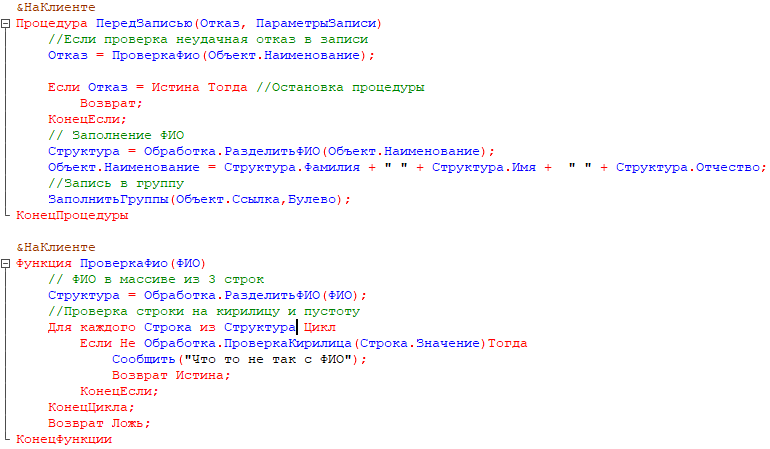 &НаКлиенте
Процедура ПередЗаписью(Отказ, ПараметрыЗаписи)
//Если проверка неудачная отказ в записи
Отказ = ПроверкаФио(Объект.Наименование);
Если Отказ = Истина Тогда //Остановка процедуры
Возврат;
КонецЕсли;
// Заполнение ФИО
Структура = Обработка.РазделитьФИО(Объект.Наименование);
Объект.Наименование = Структура.Фамилия + " " + Структура.Имя +  " " + Структура.Отчество;
//Запись в группу
ЗаполнитьГруппы(Объект.Ссылка,Булево);
КонецПроцедуры
&НаКлиенте
Функция ПроверкаФио(ФИО)
// ФИО в массиве из 3 строк
Структура = Обработка.РазделитьФИО(ФИО);
//Проверка строки на кирилицу и пустоту
Для каждого Строка из Структура Цикл
Если Не Обработка.ПроверкаКирилица(Строка.Значение)Тогда
Сообщить("Что то не так с ФИО");
Возврат Истина;
КонецЕсли;
КонецЦикла;
Возврат Ложь;
КонецФункции